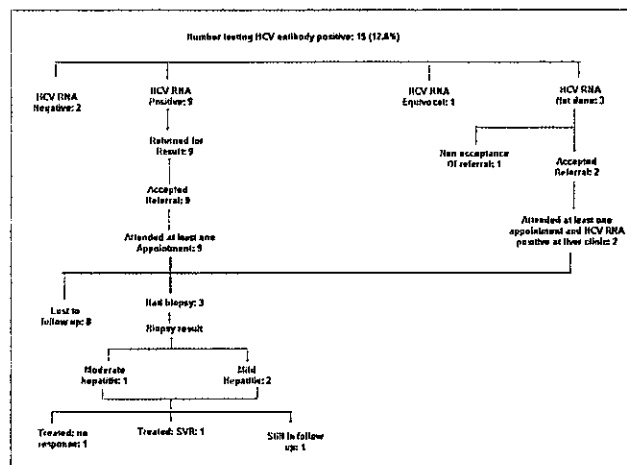 Number testing HCV antibody positive: 15 (12.8%)
HCV RNA
Negative: 2
HCV RNA
Positive: 9
HCV RNA
Equivocal: 1
HCV RNA
Not done: 3
Returned for
Result: 9
Non acceptance
Of referral: 1
Accepted
Referral: 2
Accepted
Referral: 9
Attended at least one
Appointment: 9
Attended at least one
appointment and HCV RNA
positive at liver clinic: 2
Lost to
follow up: 8
Had biopsy: 3
Biopsy result
Moderate
hepatitis: 1
Mild
Hepatitis: 2
Treated; no
response: 1
Treated: SVR: 1
Still in follow
up: 1